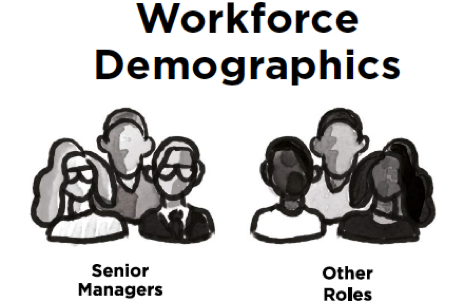 Workforce
Demographics
Senior
Managers
Other
Roles